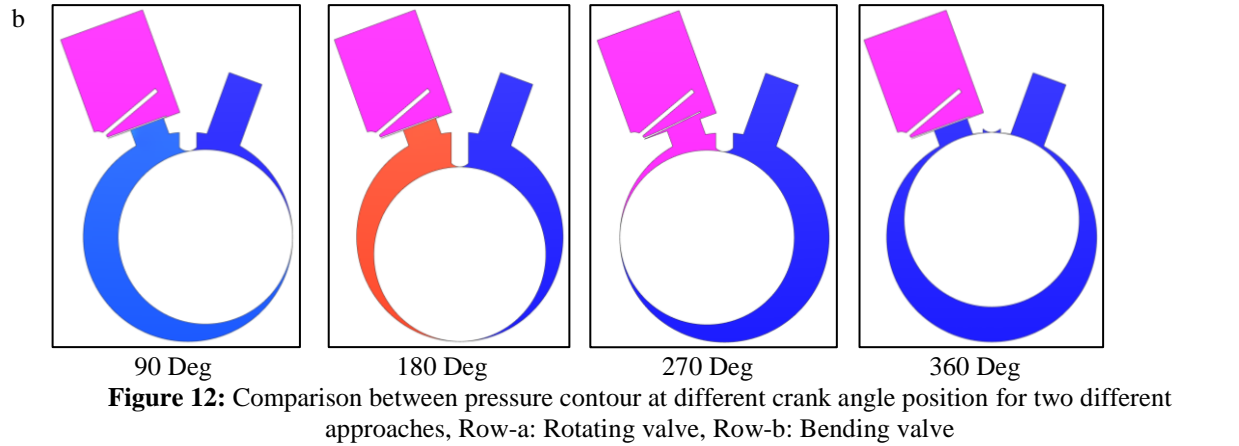 b
90 Deg 180 Deg 270 Deg 360 Deg
Figure 12: Comparison between pressure contour at different crank angle position for two different
approaches, Row-a: Rotating valve, Row-b: Bending valve